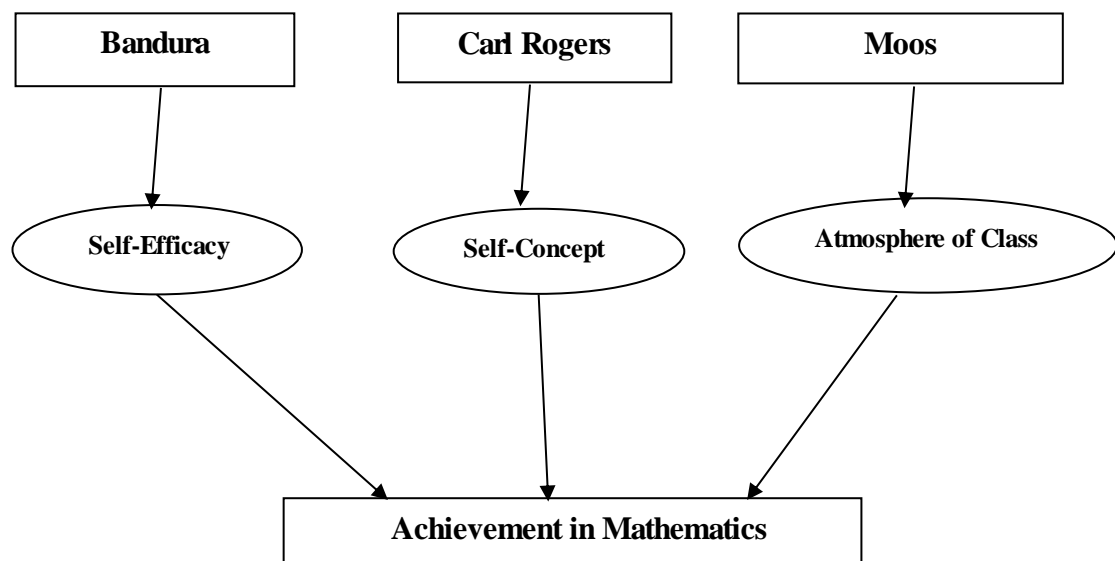 Bandura
Carl Rogers
Moos
Self-Efficacy
Self-Concept
Atmosphere of Class
Achievement in Mathematics